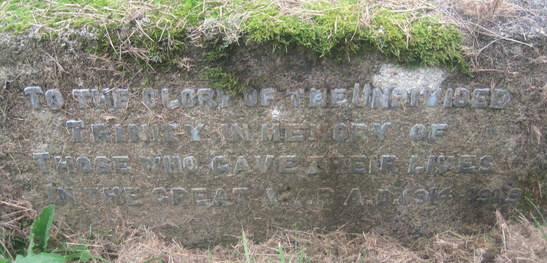 TO THE GLORY OF THE UNDIVIDED
TRINITY IN MEMORY OF
THOSE WHO GAVE THEIR LIVES
IN THE GREAT WAR A.D. 1914